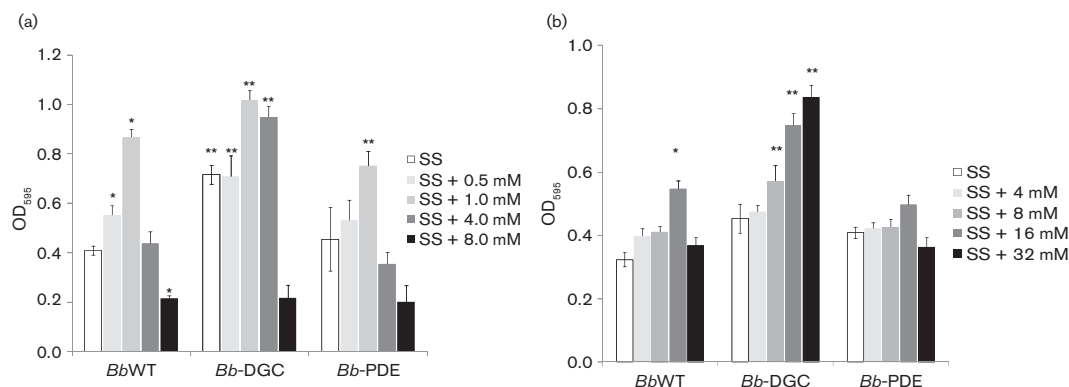 (a)
1.2
1.0
0.8
0.6
0.4
0.2
0.0
OD595
*
*
*
**
**
**
**
**
BbWT
Bb-DGC
Bb-PDE
SS
SS + 0.5 mM
SS + 1.0 mM
SS + 4.0 mM
SS + 8.0 mM
(b)
1.0
0.8
0.6
0.4
0.2
0.0
OD595
*
**
**
**
BbWT
Bb-DGC
Bb-PDE
SS
SS + 4 mM
SS + 8 mM
SS + 16 mM
SS + 32 mM